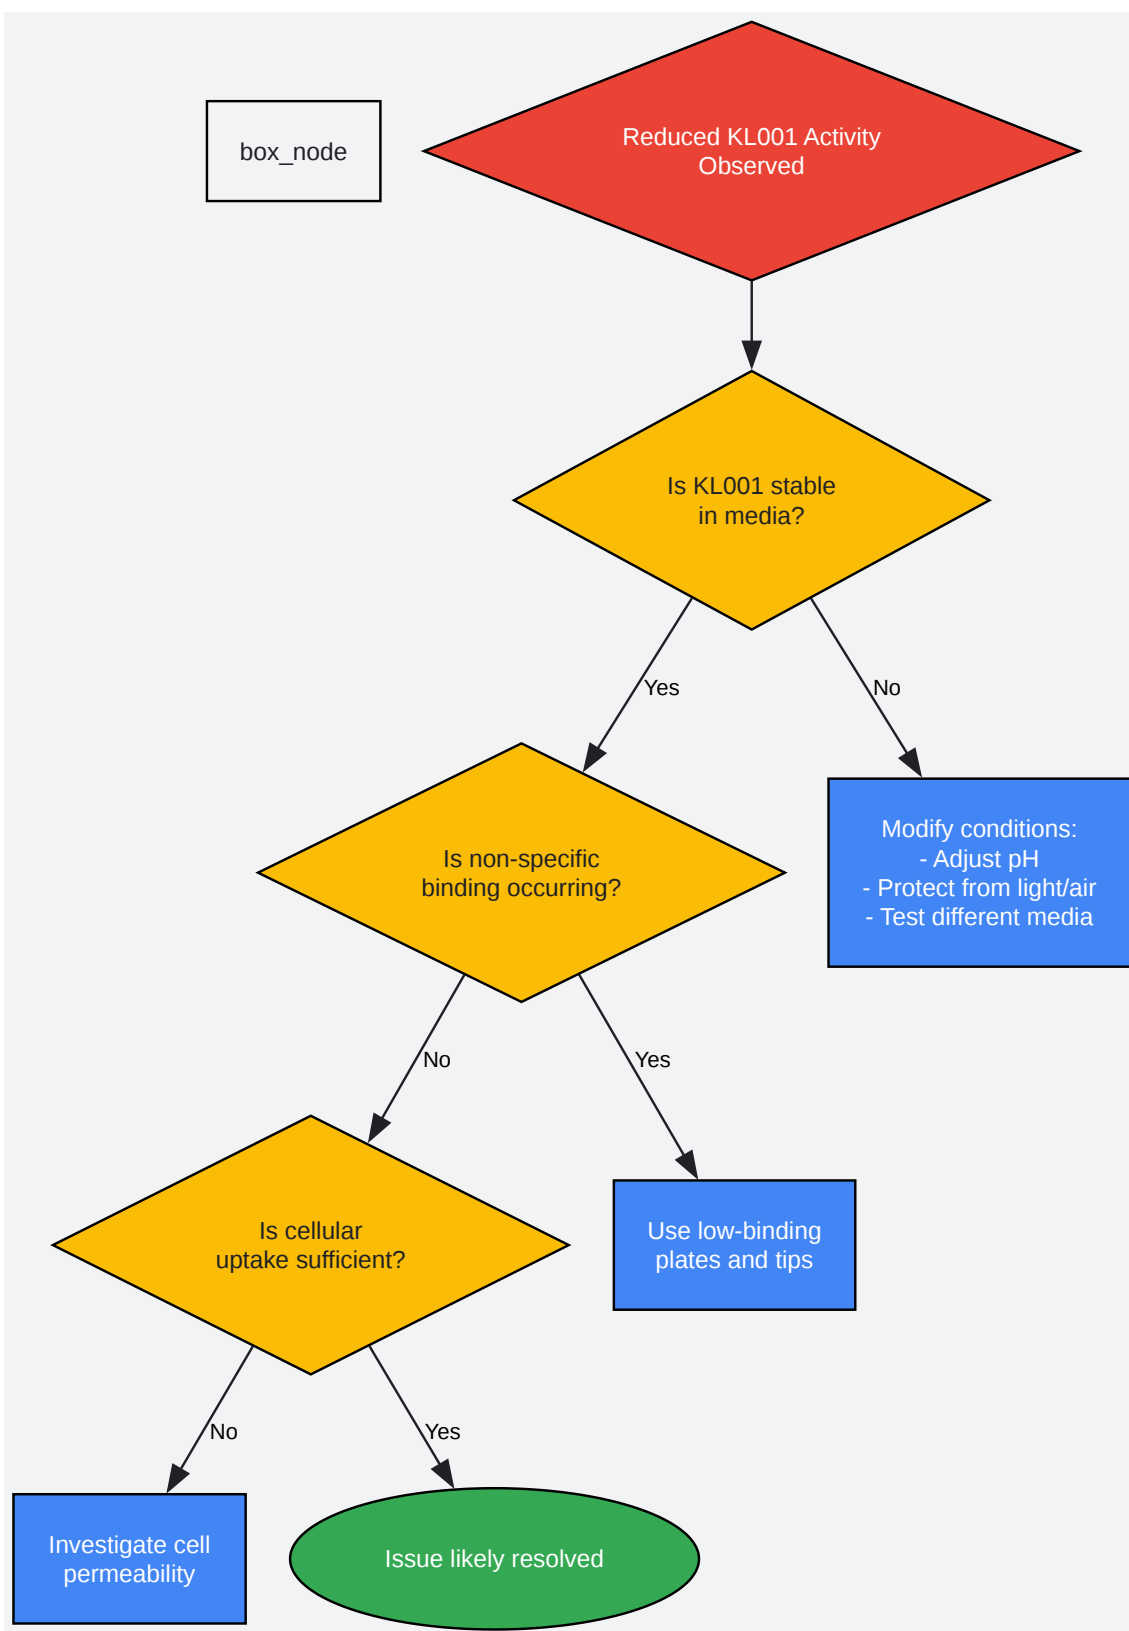 box_node
Reduced KL001 Activity
Observed
Is KL001 stable
in media?
Yes
No
Modify conditions:
- Adjust pH
- Protect from light/air
- Test different media
Is non-specific
binding occurring?
No
Yes
Is cellular
uptake sufficient?
Use low-binding
plates and tips
No
Yes
Investigate cell
permeability
Issue likely resolved